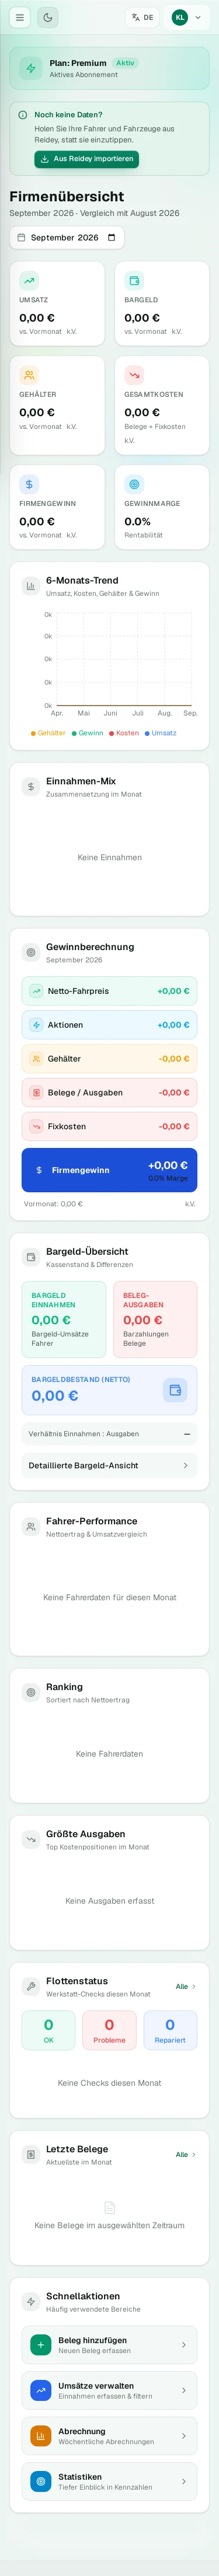 DE
KL
Plan: Premium Aktiv
Aktives Abonnement
Noch keine Daten?
Holen Sie Ihre Fahrer und Fahrzeuge aus
Reidey, statt sie einzutippen.
Aus Reidey importieren
Firmenübersicht
September 2026 · Vergleich mit August 2026
September 2026
UMSATZ
0,00 €
vs. Vormonat k.V.
BARGELD
0,00 €
vs. Vormonat k.V.
GEHÄLTER
0,00 €
vs. Vormonat k.V.
GESAMTKOSTEN
0,00 €
Belege + Fixkosten
k.V.
FIRMENGEWINN
0,00 €
vs. Vormonat k.V.
GEWINNMARGE
0.0%
Rentabilität
6-Monats-Trend
Umsatz, Kosten, Gehälter & Gewinn
0k
0k
0k
0k
0k
Apr. Mai Juni Juli Aug. Sep.
Gehälter Gewinn Kosten Umsatz
Einnahmen-Mix
Zusammensetzung im Monat
Keine Einnahmen
Gewinnberechnung
September 2026
Netto-Fahrpreis +0,00 €
Aktionen +0,00 €
Gehälter -0,00 €
Belege / Ausgaben -0,00 €
Fixkosten -0,00 €
Firmengewinn +0,00 €
0.0% Marge
Vormonat: 0,00 € k.V.
Bargeld-Übersicht
Kassenstand & Differenzen
BARGELD
EINNAHMEN
0,00 €
Bargeld-Umsätze
Fahrer
BELEG-
AUSGABEN
0,00 €
Barzahlungen
Belege
BARGELDBESTAND (NETTO)
0,00 €
Verhältnis Einnahmen : Ausgaben —
Detaillierte Bargeld-Ansicht
Fahrer-Performance
Nettoertrag & Umsatzvergleich
Keine Fahrerdaten für diesen Monat
Ranking
Sortiert nach Nettoertrag
Keine Fahrerdaten
Größte Ausgaben
Top Kostenpositionen im Monat
Keine Ausgaben erfasst
Flottenstatus
Werkstatt-Checks diesen Monat
Alle
0
OK
0
Probleme
0
Repariert
Keine Checks diesen Monat
Letzte Belege
Aktuellste im Monat
Alle
Keine Belege im ausgewählten Zeitraum
Schnellaktionen
Häufig verwendete Bereiche
Beleg hinzufügen
Neuen Beleg erfassen
Umsätze verwalten
Einnahmen erfassen & filtern
Abrechnung
Wöchentliche Abrechnungen
Statistiken
Tiefer Einblick in Kennzahlen